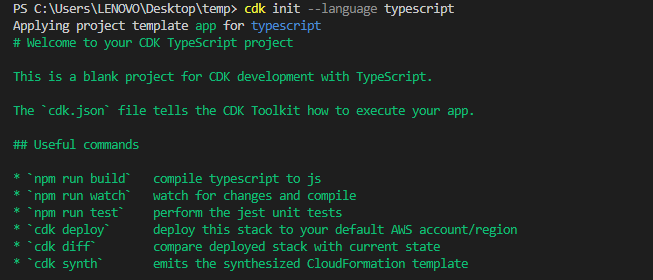 PS C:\Users\LENOVO\Desktop\temp> cdk init --language typescript
Applying project template app for typescript
# Welcome to your CDK TypeScript project
This is a blank project for CDK development with TypeScript.
The `cdk.json` file tells the CDK Toolkit how to execute your app.
## Useful commands
* `npm run build`   compile typescript to js
* `npm run watch`   watch for changes and compile
* `npm run test`    perform the jest unit tests
* `cdk deploy`      deploy this stack to your default AWS account/region
* `cdk diff`        compare deployed stack with current state
* `cdk synth`       emits the synthesized CloudFormation template